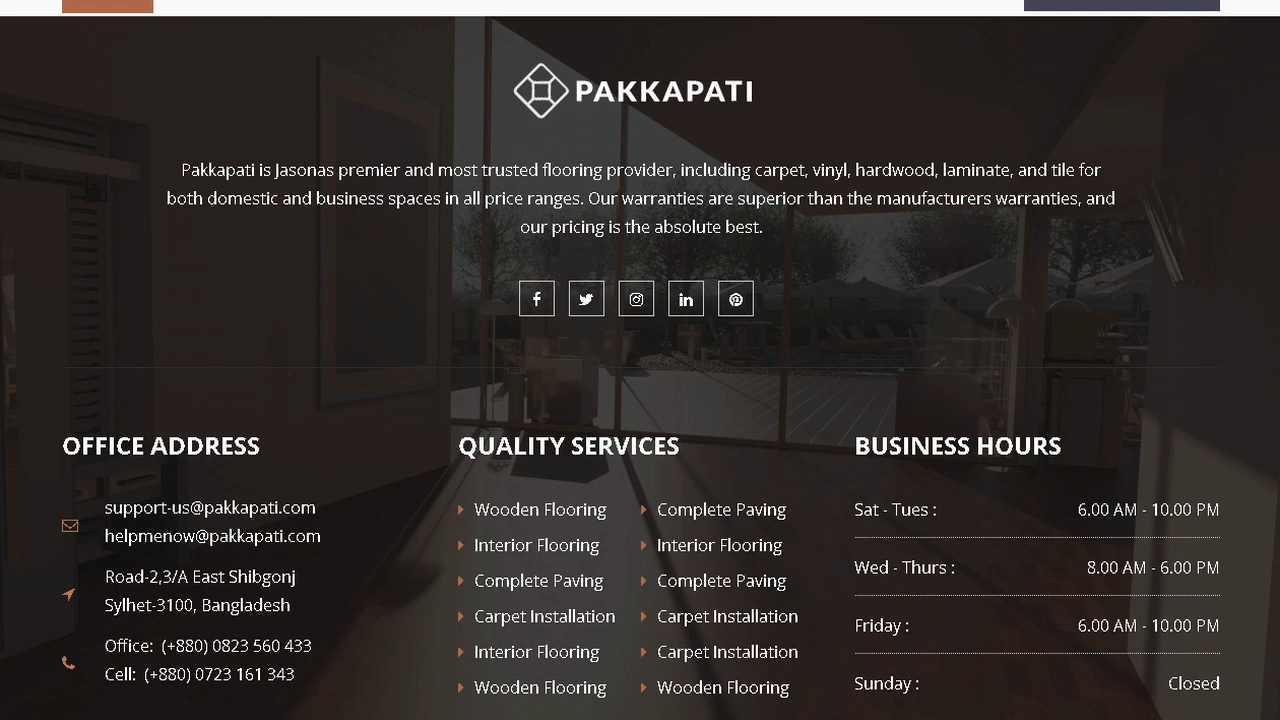 PAKKAPATI
Pakkapati is Jasonas premier and most trusted flooring provider, including carpet, vinyl, hardwood, laminate, and tile for
both domestic and business spaces in all price ranges. Our warranties are superior than the manufacturers warranties, and
our pricing is the absolute best.
OFFICE ADDRESS
support-us@pakkapati.com
helpmenow@pakkapati.com
Road-2,3/A East Shibgonj
Sylhet-3100, Bangladesh
Office: (+880) 0823 560 433
Cell: (+880) 0723 161 343
QUALITY SERVICES
Wooden Flooring
Interior Flooring
Complete Paving
Carpet Installation
Interior Flooring
Wooden Flooring
Complete Paving
Interior Flooring
Complete Paving
Carpet Installation
Carpet Installation
Wooden Flooring
BUSINESS HOURS
Sat - Tues : 6.00 AM - 10.00 PM
Wed - Thurs : 8.00 AM - 6.00 PM
Friday : 6.00 AM - 10.00 PM
Sunday : Closed